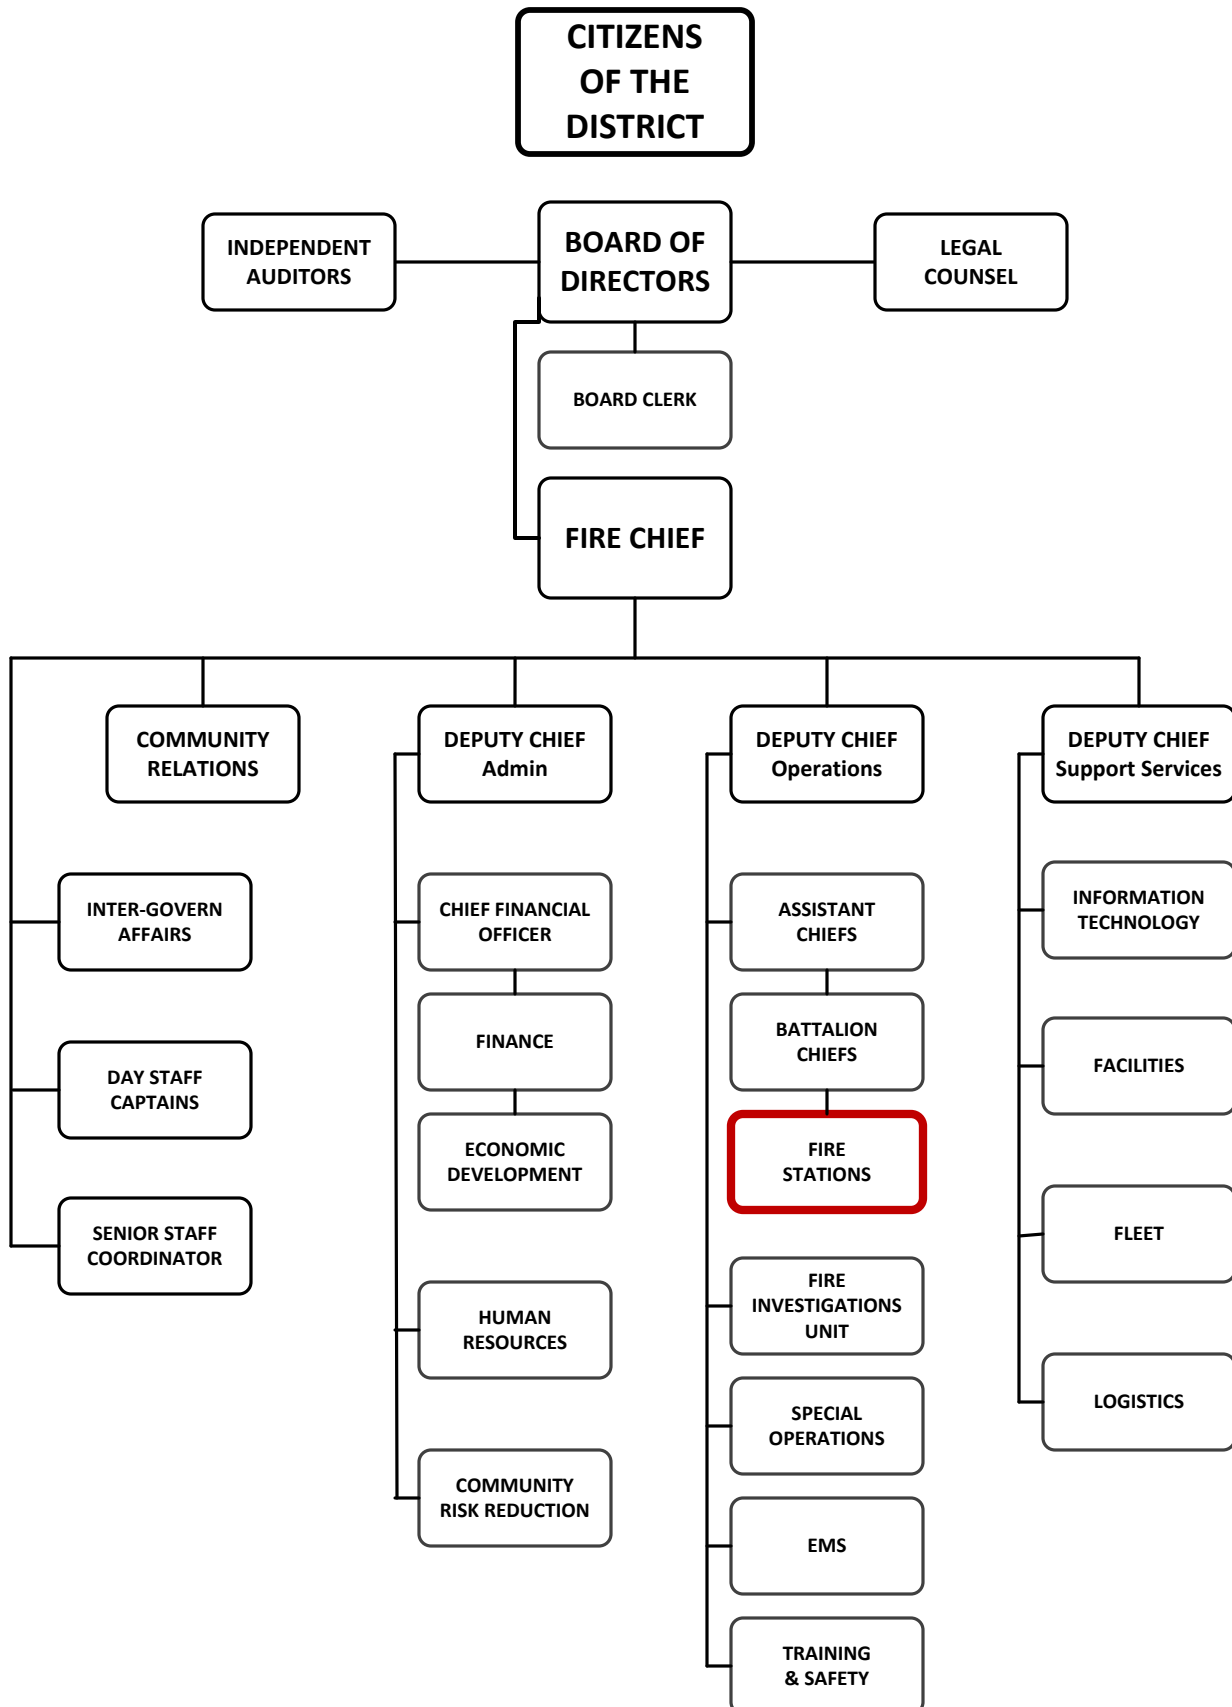 CITIZENS
OF THE
DISTRICT
INDEPENDENT
AUDITORS
BOARD OF
DIRECTORS
LEGAL
COUNSEL
BOARD CLERK
FIRE CHIEF
COMMUNITY
RELATIONS
DEPUTY CHIEF
Admin
DEPUTY CHIEF
Operations
DEPUTY CHIEF
Support Services
INTER-GOVERN
AFFAIRS
DAY STAFF
CAPTAINS
SENIOR STAFF
COORDINATOR
CHIEF FINANCIAL
OFFICER
FINANCE
ECONOMIC
DEVELOPMENT
HUMAN
RESOURCES
COMMUNITY
RISK REDUCTION
ASSISTANT
CHIEFS
BATTALION
CHIEFS
FIRE
STATIONS
FIRE
INVESTIGATIONS
UNIT
SPECIAL
OPERATIONS
EMS
TRAINING
& SAFETY
INFORMATION
TECHNOLOGY
FACILITIES
FLEET
LOGISTICS